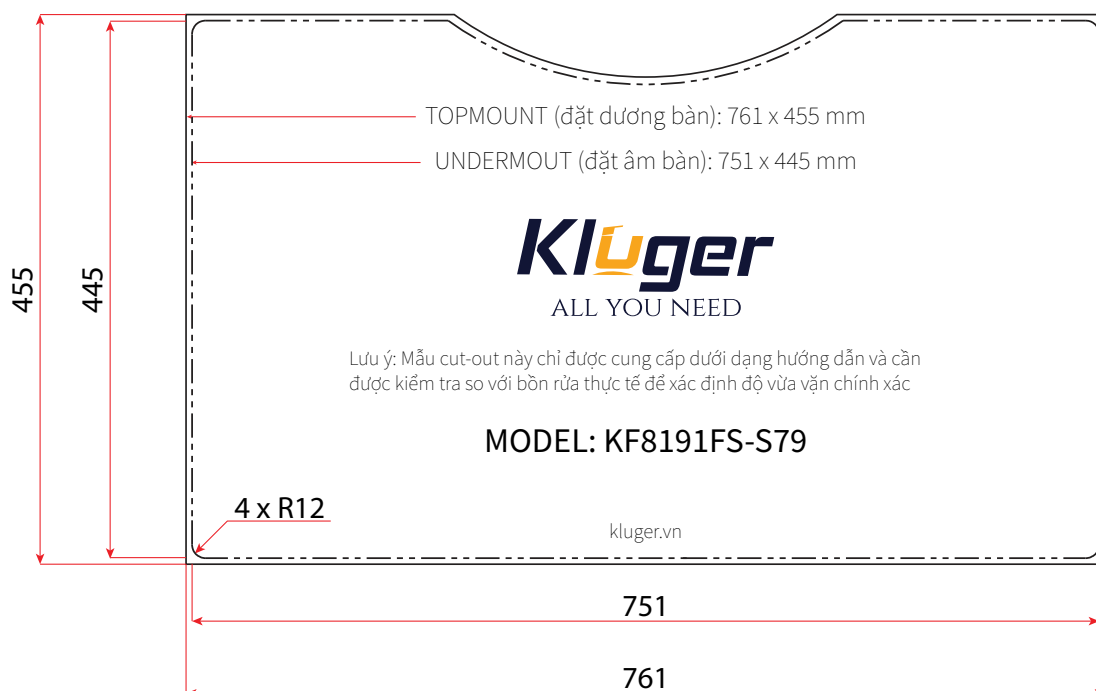 TOPMOUNT (đặt dương bàn): 761 x 455 mm
UNDERMOUT (đặt âm bàn): 751 x 445 mm
455
445
Kluger
ALL YOU NEED
Lưu ý: Mẫu cut-out này chỉ được cung cấp dưới dạng hướng dẫn và cần
được kiểm tra so với bồn rửa thực tế để xác định độ vừa vặn chính xác
MODEL: KF8191FS-S79
4 x R12
kluger.vn
751
761